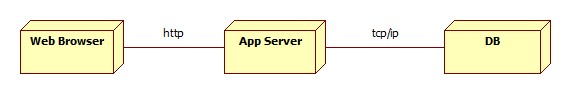 Web Browser
http
App Server
tcp/ip
DB